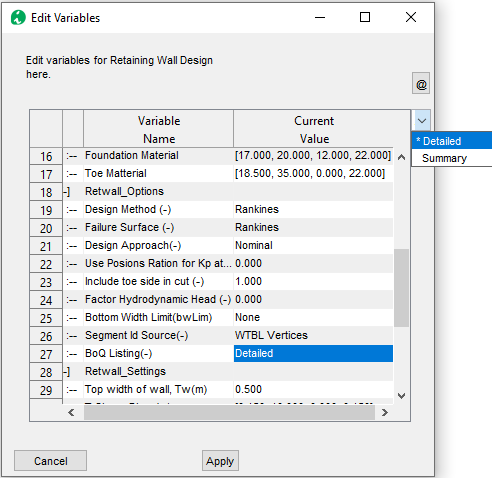 Edit Variables
Edit variables for Retaining Wall Design
here.
@
Variable Name Current Value
* Detailed
Summary
16 :-- Foundation Material [17.000, 20.000, 12.000, 22.000]
17 :-- Toe Matterial [18.500, 35.000, 0.000, 22.000]
18 -] Retwall_Options
19 :-- Design Method (-) Rankines
20 :-- Failure Surface (-) Rankines
21 :-- Design Approach(-) Nominal
22 :-- Use Posions Ration for Kp at... 0.000
23 :-- Include toe side in cut (-) 1.000
24 :-- Factor Hydrodynamic Head (-) 0.000
25 :-- Bottom Width Limit(bwLim) None
26 :-- Segment Id Source(-) WTBL Vertices
27 :-- BoQ Listing(-) Detailed
28 -] Retwall_Settings
29 :-- Top width of wall, Tw(m) 0.500
Cancel Apply